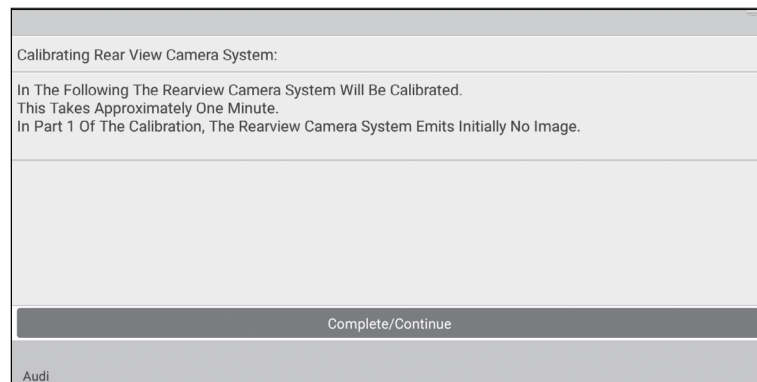 Calibrating Rear View Camera System:
In The Following The Rearview Camera System Will Be Calibrated.
This Takes Approximately One Minute.
In Part 1 Of The Calibration, The Rearview Camera System Emits Initially No Image.
Complete/Continue
Audi